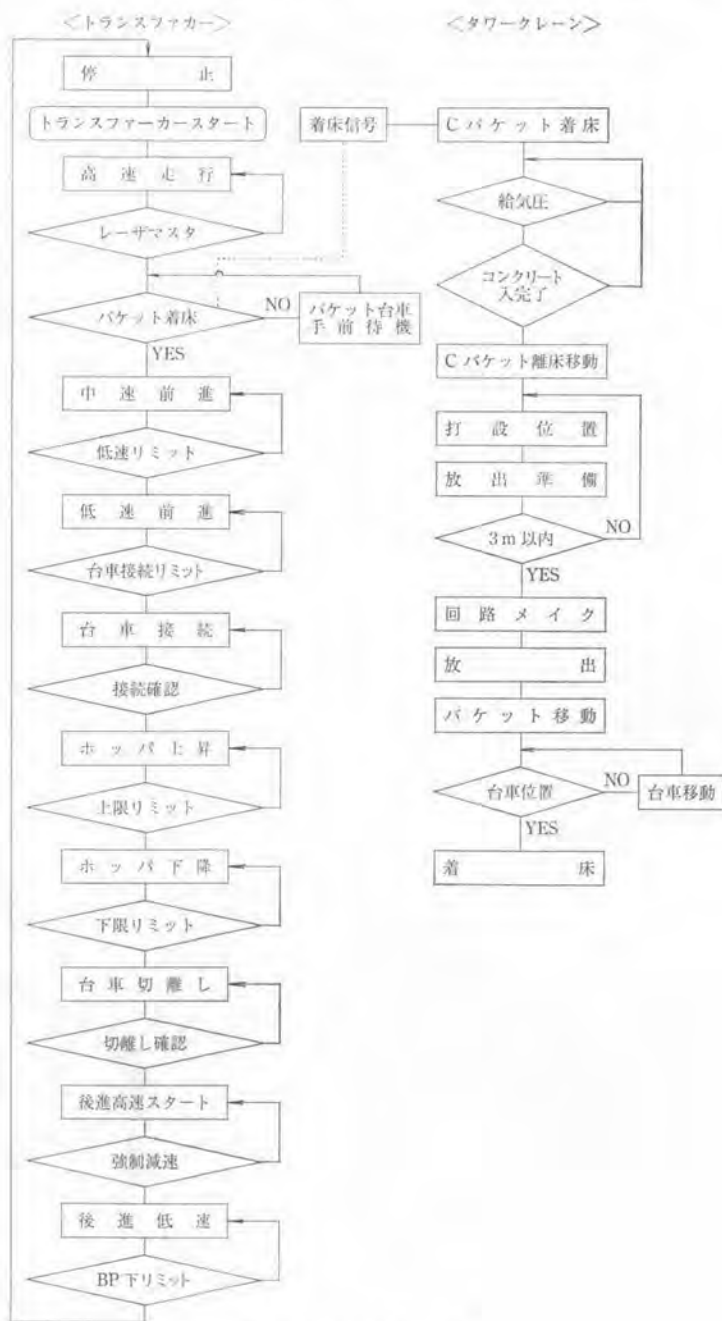 <トランスファカー>
停止
トランスファーカースタート
高速走行
レーザマスタ
バケット着床
NO
バケット台車
手前待機
YES
中速前進
低速リミット
低速前進
台車接続リミット
台車接続
接続確認
ホッパ上昇
上限リミット
ホッパ下降
下限リミット
台車切離し
切離し確認
後進高速スタート
強制減速
後進低速
BP下リミット
<タワークレーン>
着床信号
Cバケット着床
給気圧
コンクリート
入完了
Cバケット離床移動
打設位置
放出準備
3m以内
NO
YES
回路メイク
放出
バケット移動
台車位置
NO
台車移動
YES
着床